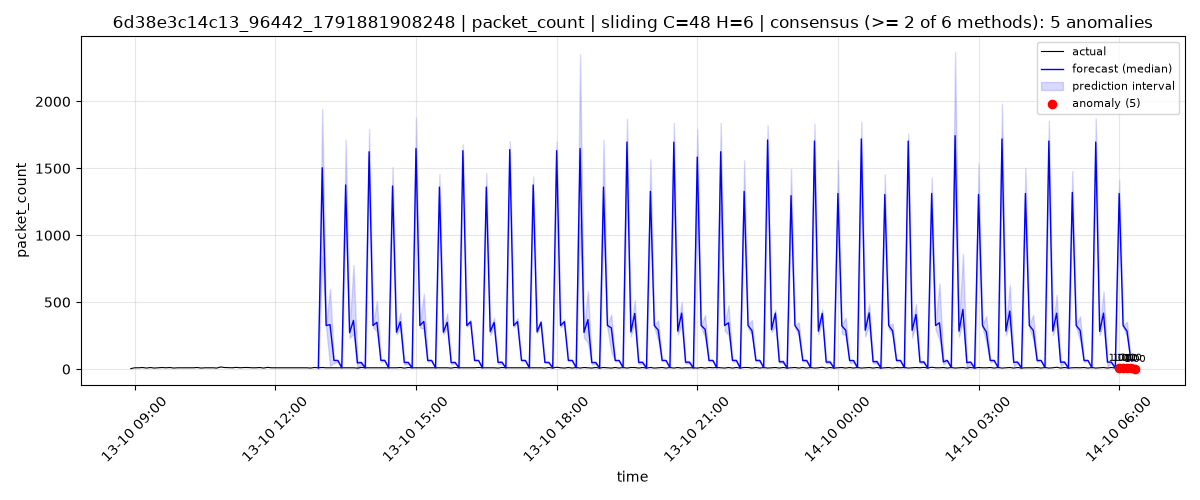 6d38e3c14c13_96442_1791881908248 | packet_count | sliding C=48 H=6 | consensus (>= 2 of 6 methods): 5 anomalies
actual
forecast (median)
prediction interval
anomaly (5)
packet_count
2000
1500
1000
500
0
13-10 09:00
13-10 12:00
13-10 15:00
13-10 18:00
13-10 21:00
14-10 00:00
14-10 03:00
14-10 06:00
time